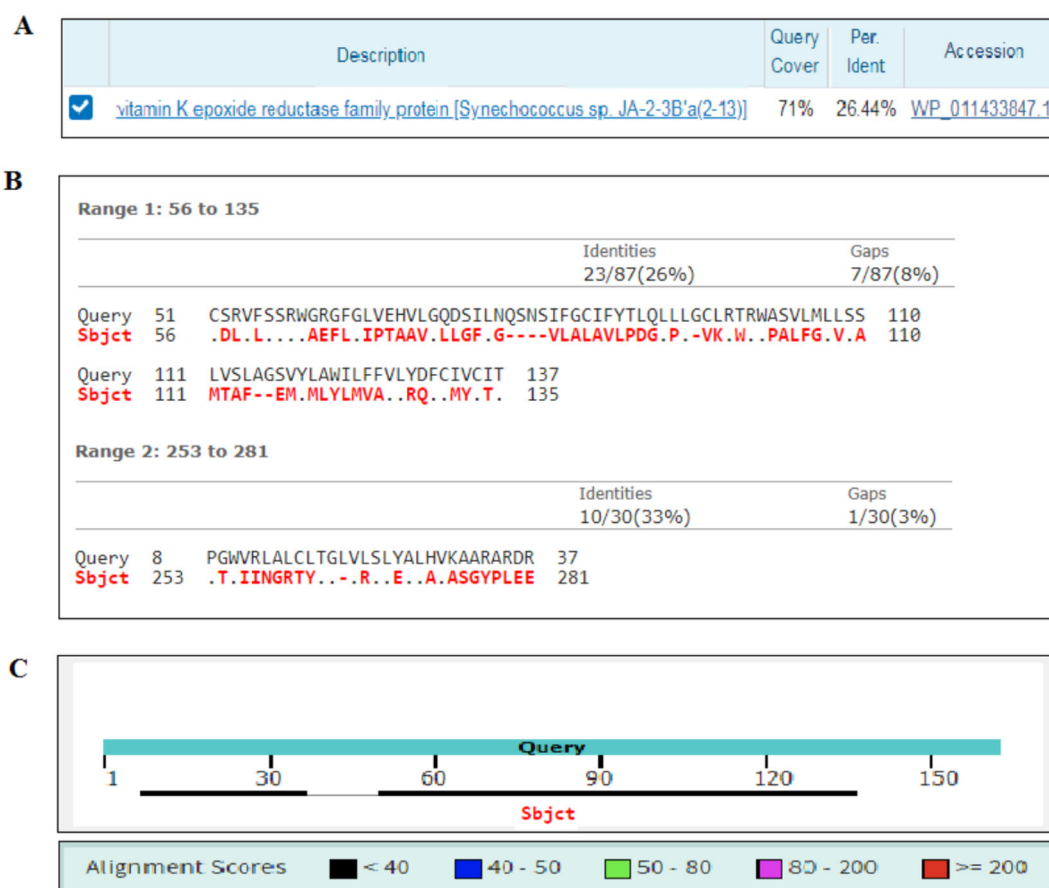 A
Description Query Cover Per. Ident Accession
vitamin K epoxide reductase family protein [Synechococcus sp. JA-2-3B'a(2-13)] 71% 26.44% WP_011433847.1
B
Range 1: 56 to 135
Identities Gaps
23/87(26%) 7/87(8%)
Query 51 CSRVFSSRWGRGFGLVEHVLGQDSILNQSNSIFGCIFYTLQLLLGCLRTRWASVLMLLSS 110
Sbjct 56 .DL.L....AEFL.IPTAAV.LLGF.G----VLALAVLPDG.P.-VK.W..PALFG.V.A 110
Query 111 LVSLAGSVYLAWILFFVLYDFCIVCIT 137
Sbjct 111 MTAF--EM.MLYLMVA..RQ..MY.T. 135
Range 2: 253 to 281
Identities Gaps
10/30(33%) 1/30(3%)
Query 8 PGWVRLALCLTGLVLSLYALHVKAARARDR 37
Sbjct 253 .T.IINGRTY..-.R..E..A.ASGYPLEE 281
C
Query
1 30 60 90 120 150
Sbjct
Alignment Scores < 40 40 - 50 50 - 80 80 - 200 >= 200